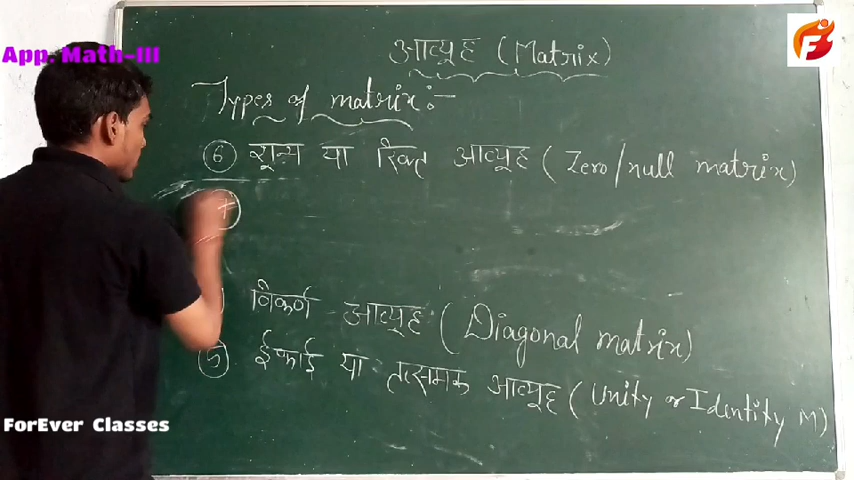 आव्यूह (Matrix)
App. Math-III
Types of matrix:-
⑥ शून्य या रिक्त आव्यूह (Zero/null matrix)
⑦
विकर्ण आव्यूह (Diagonal matrix)
⑤ ईकाई या तत्समक आव्यूह (Unity or Identity M)
ForEver Classes